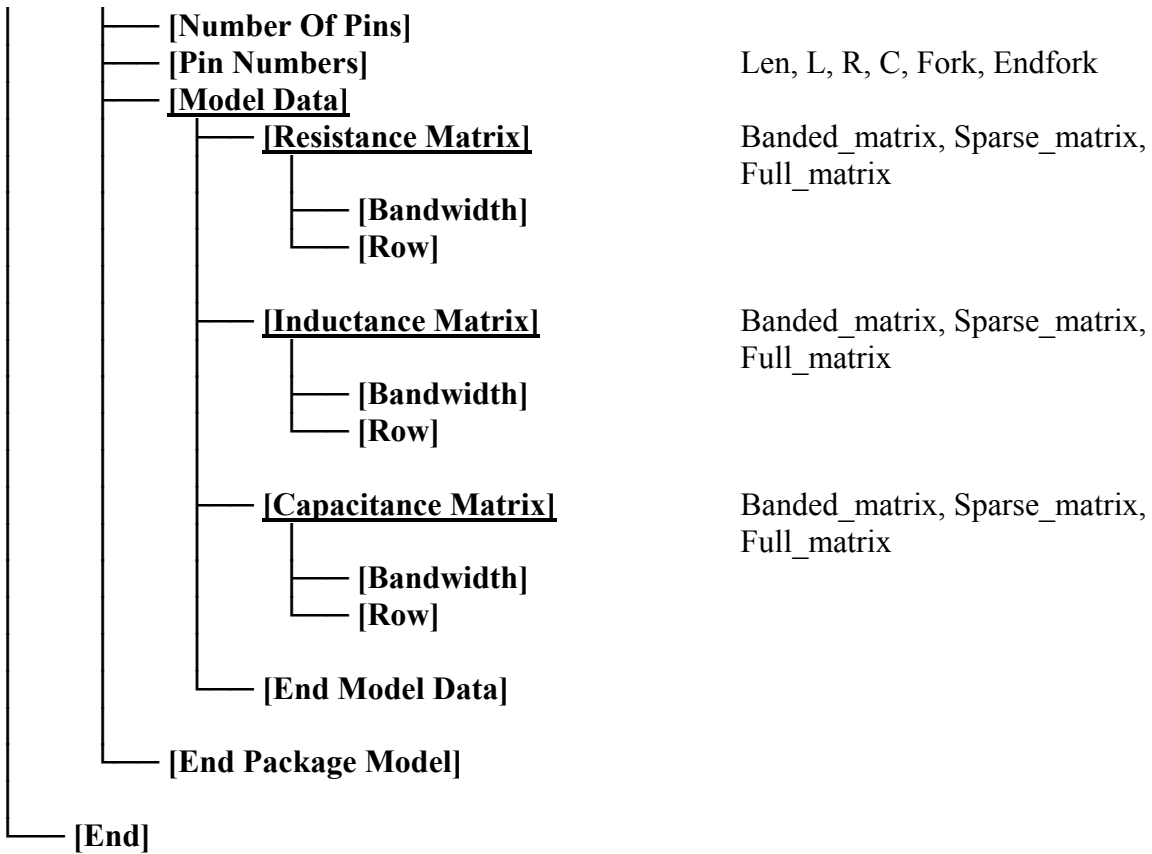 [Number Of Pins]
[Pin Numbers] Len, L, R, C, Fork, Endfork
[Model Data]
[Resistance Matrix] Banded_matrix, Sparse_matrix,
Full_matrix
[Bandwidth]
[Row]
[Inductance Matrix] Banded_matrix, Sparse_matrix,
Full_matrix
[Bandwidth]
[Row]
[Capacitance Matrix] Banded_matrix, Sparse_matrix,
Full_matrix
[Bandwidth]
[Row]
[End Model Data]
[End Package Model]
[End]